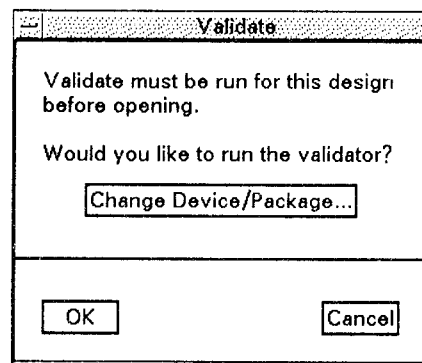 Validate
Validate must be run for this design
before opening.
Would you like to run the validator?
Change Device/Package...
OK
Cancel